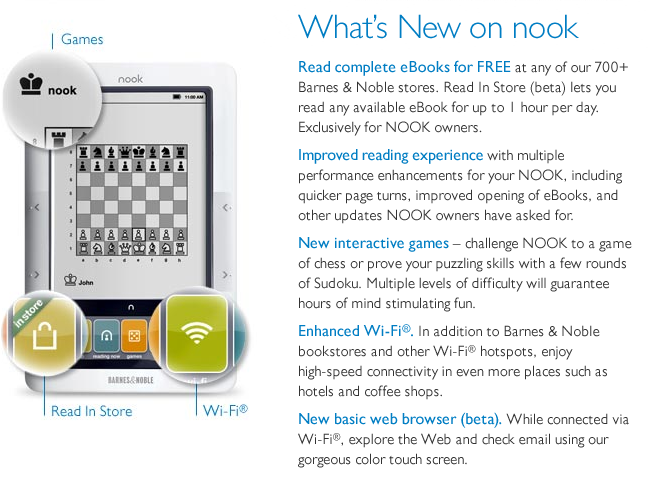 Games
nook
nook
11:00 AM
8
7
6
5
4
3
2
1
a b c d e f g h
John
in store
reading now games
BARNES&NOBLE
Read In Store
Wi-Fi®
What's New on nook
Read complete eBooks for FREE at any of our 700+
Barnes & Noble stores. Read In Store (beta) lets you
read any available eBook for up to 1 hour per day.
Exclusively for NOOK owners.
Improved reading experience with multiple
performance enhancements for your NOOK, including
quicker page turns, improved opening of eBooks, and
other updates NOOK owners have asked for.
New interactive games – challenge NOOK to a game
of chess or prove your puzzling skills with a few rounds
of Sudoku. Multiple levels of difficulty will guarantee
hours of mind stimulating fun.
Enhanced Wi-Fi®. In addition to Barnes & Noble
bookstores and other Wi-Fi® hotspots, enjoy
high-speed connectivity in even more places such as
hotels and coffee shops.
New basic web browser (beta). While connected via
Wi-Fi®, explore the Web and check email using our
gorgeous color touch screen.